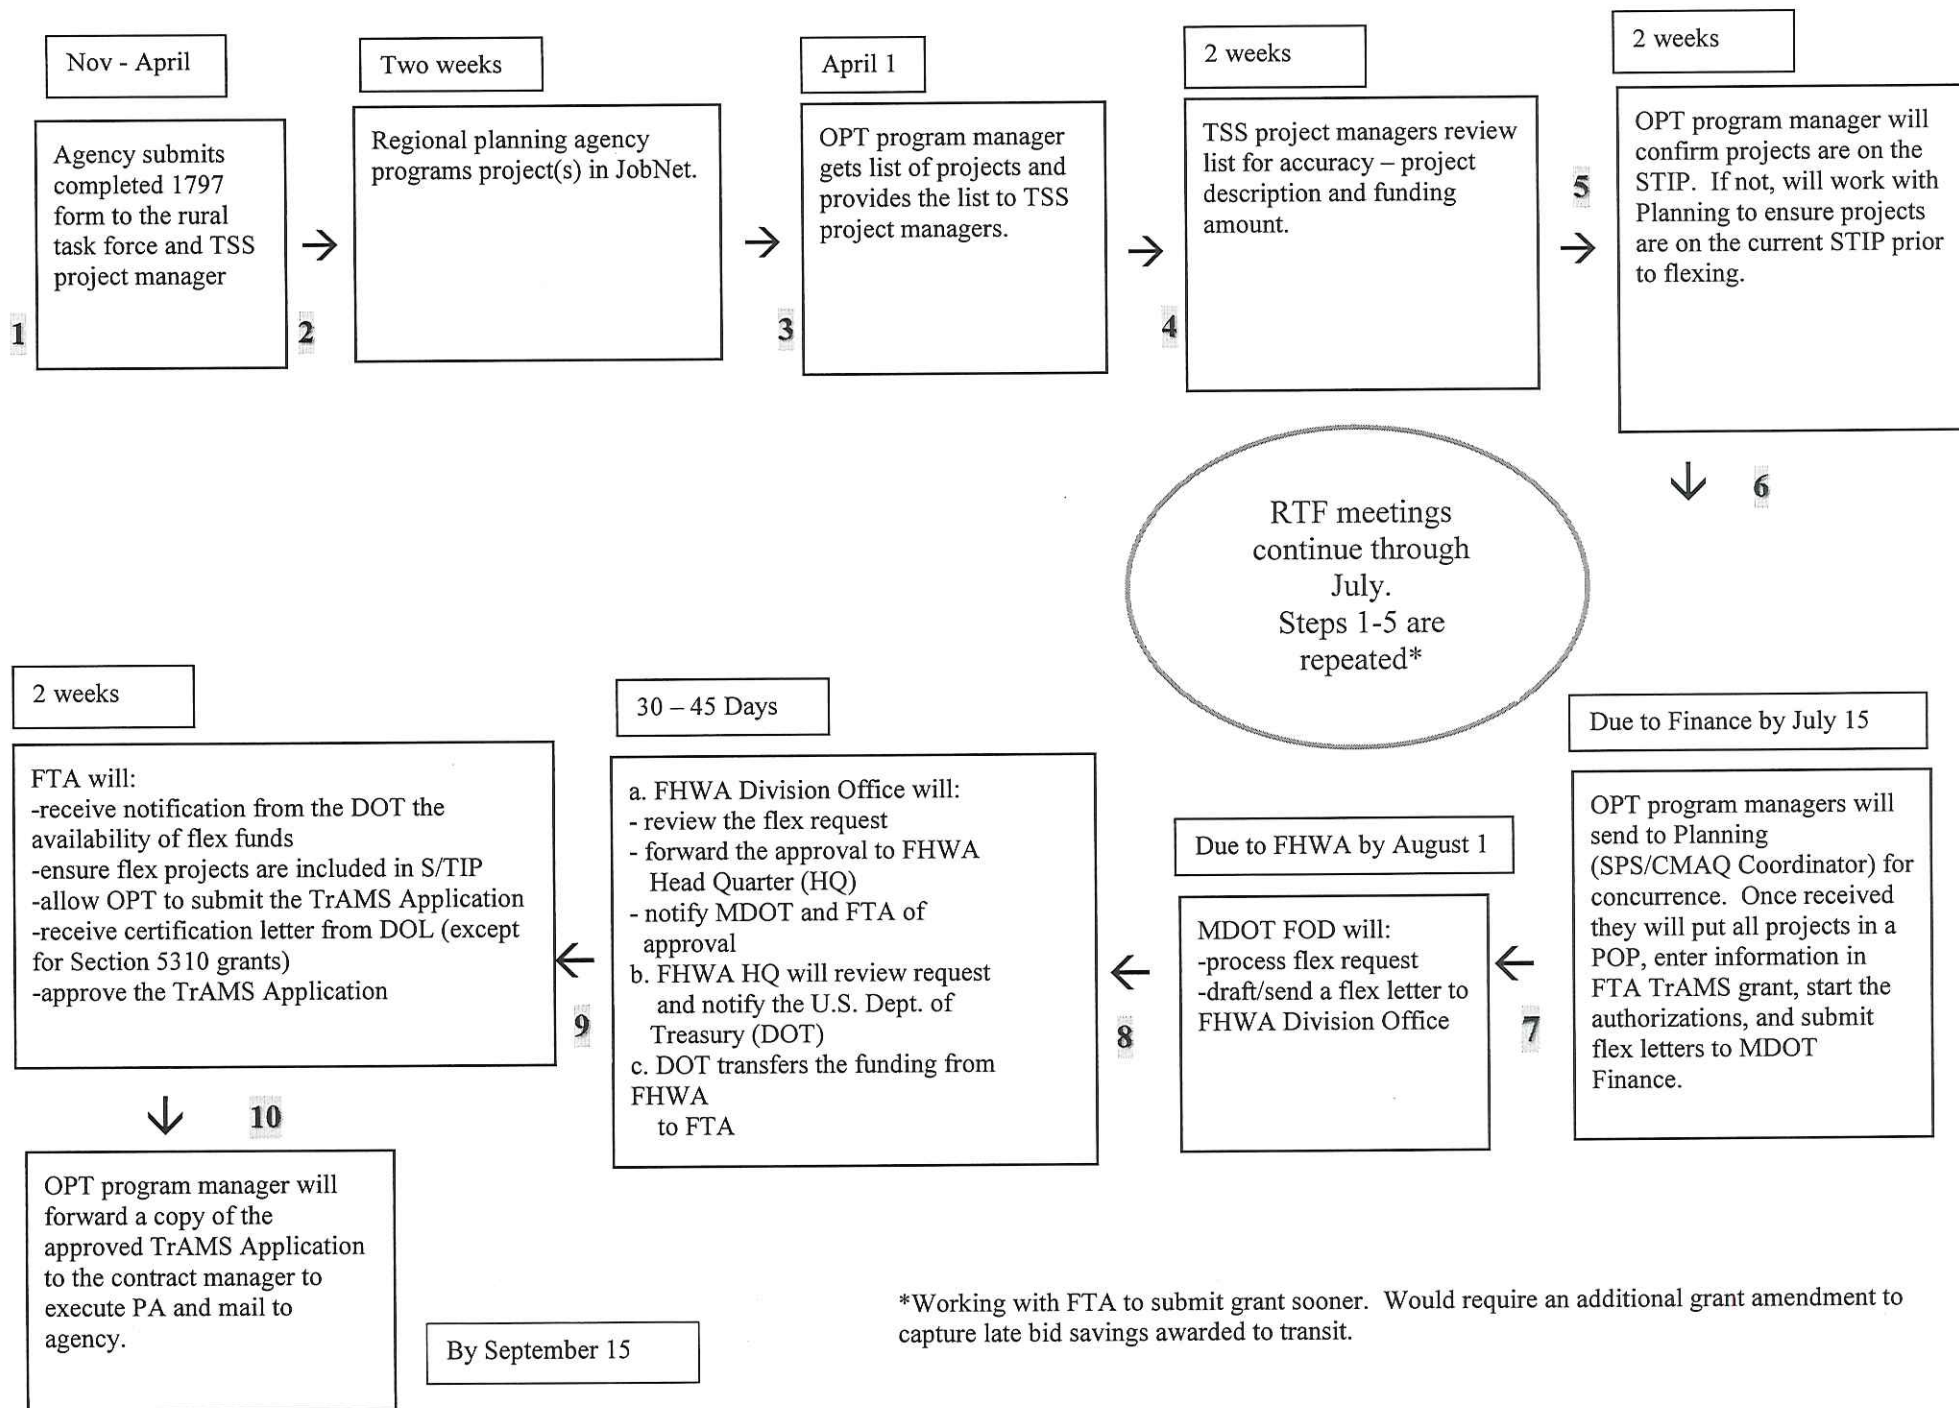 Nov - April
1
Agency submits
completed 1797
form to the rural
task force and TSS
project manager
→
2
Two weeks
Regional planning agency
programs project(s) in JobNet.
→
3
April 1
OPT program manager
gets list of projects and
provides the list to TSS
project managers.
→
4
2 weeks
TSS project managers review
list for accuracy – project
description and funding
amount.
5
→
2 weeks
OPT program manager will
confirm projects are on the
STIP. If not, will work with
Planning to ensure projects
are on the current STIP prior
to flexing.
↓ 6
RTF meetings
continue through
July.
Steps 1-5 are
repeated*
Due to Finance by July 15
OPT program managers will
send to Planning
(SPS/CMAQ Coordinator) for
concurrence. Once received
they will put all projects in a
POP, enter information in
FTA TrAMS grant, start the
authorizations, and submit
flex letters to MDOT
Finance.
←
7
Due to FHWA by August 1
MDOT FOD will:
-process flex request
-draft/send a flex letter to
FHWA Division Office
←
8
30 – 45 Days
a. FHWA Division Office will:
- review the flex request
- forward the approval to FHWA
Head Quarter (HQ)
- notify MDOT and FTA of
approval
b. FHWA HQ will review request
and notify the U.S. Dept. of
Treasury (DOT)
c. DOT transfers the funding from
FHWA
to FTA
←
9
2 weeks
FTA will:
-receive notification from the DOT the
availability of flex funds
-ensure flex projects are included in S/TIP
-allow OPT to submit the TrAMS Application
-receive certification letter from DOL (except
for Section 5310 grants)
-approve the TrAMS Application
↓ 10
OPT program manager will
forward a copy of the
approved TrAMS Application
to the contract manager to
execute PA and mail to
agency.
By September 15
*Working with FTA to submit grant sooner. Would require an additional grant amendment to
capture late bid savings awarded to transit.